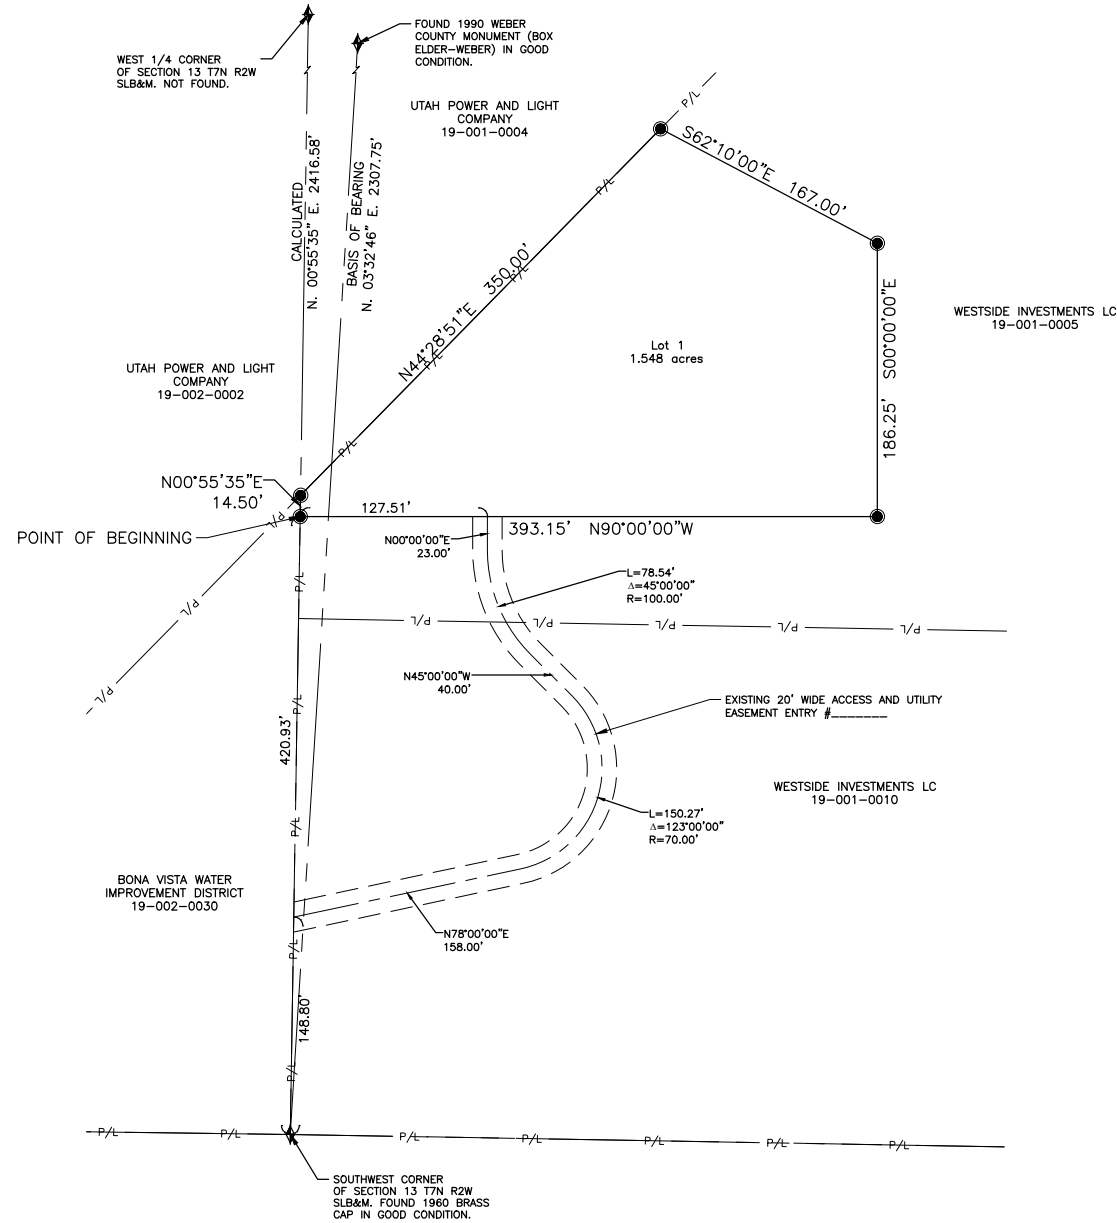 FOUND 1990 WEBER
COUNTY MONUMENT (BOX
ELDER-WEBER) IN GOOD
CONDITION.
WEST 1/4 CORNER
OF SECTION 13 T7N R2W
SLB&M. NOT FOUND.
UTAH POWER AND LIGHT
COMPANY
19-001-0004
P/L
S62°10'00"E 167.00'
CALCULATED
N. 00°55'35" E. 2416.58'
BASIS OF BEARING
N. 03°32'46" E. 2307.75'
P/L
N44°28'51"E 350.00'
P/L
P/L
P/L
186.25' S00°00'00"E
WESTSIDE INVESTMENTS LC
19-001-0005
Lot 1
1.548 acres
UTAH POWER AND LIGHT
COMPANY
19-002-0002
N00°55'35"E
14.50'
127.51'
P/L
POINT OF BEGINNING
393.15' N90°00'00"W
N00°00'00"E
23.00'
L=78.54'
Δ=45°00'00"
R=100.00'
P/L
P/L
P/L
P/L
P/L
P/L
P/L
P/L
N45°00'00"W
40.00'
P/L
EXISTING 20' WIDE ACCESS AND UTILITY
EASEMENT ENTRY #_______
420.93'
WESTSIDE INVESTMENTS LC
19-001-0010
L=150.27'
Δ=123°00'00"
R=70.00'
P/L
BONA VISTA WATER
IMPROVEMENT DISTRICT
19-002-0030
N78°00'00"E
158.00'
P/L
148.80'
P/L
P/L
P/L
P/L
P/L
P/L
P/L
P/L
SOUTHWEST CORNER
OF SECTION 13 T7N R2W
SLB&M. FOUND 1960 BRASS
CAP IN GOOD CONDITION.